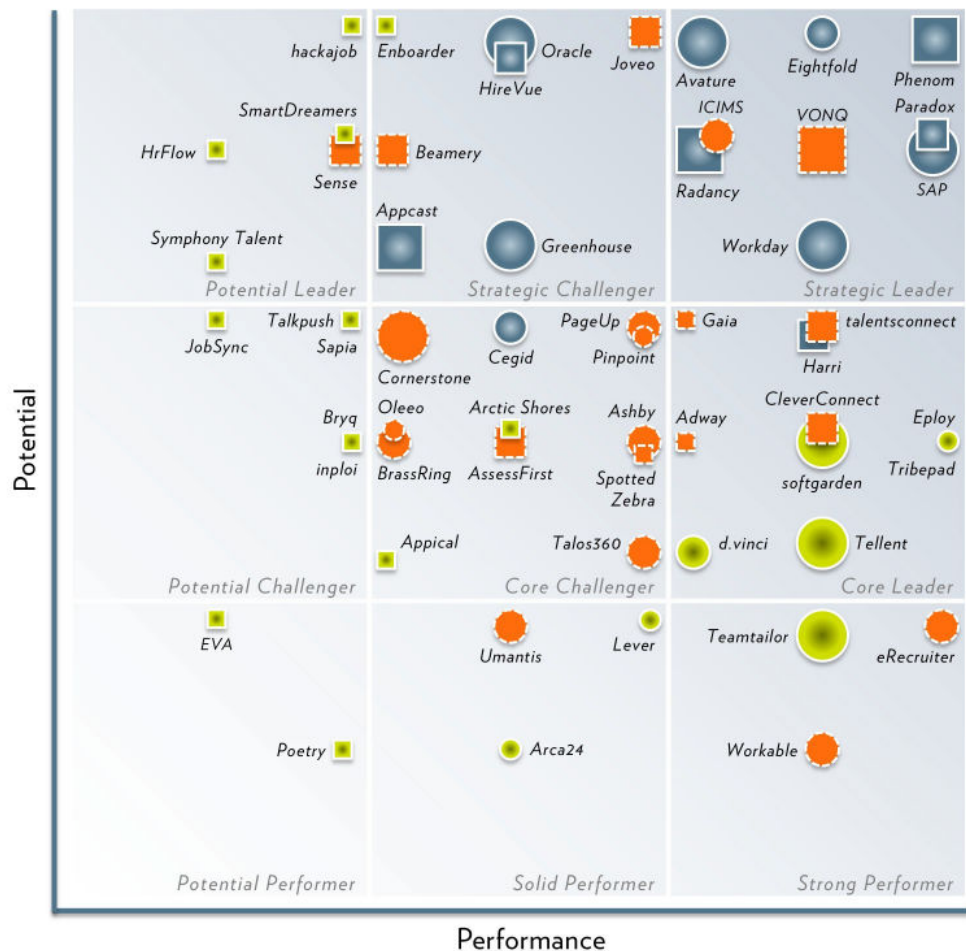 hackajob
Enboarder
Oracle
HireVue
Joveo
Avature
Eightfold
Phenom
SmartDreamers
HrFlow
Sense
Beamery
ICIMS
Radancy
VONQ
Paradox
SAP
Symphony Talent
Appcast
Greenhouse
Workday
Potential Leader
Strategic Challenger
Strategic Leader
JobSync
Talkpush
Sapia
Cornerstone
Cegid
PageUp
Pinpoint
Gaia
talentsconnect
Harri
Bryq
inploi
Oleeo
BrassRing
Arctic Shores
AssessFirst
Ashby
Spotted
Zebra
Adway
CleverConnect
softgarden
Eploy
Tribepad
Appical
Talos360
d.vinci
Tellent
Potential Challenger
Core Challenger
Core Leader
EVA
Umantis
Lever
Teamtailor
eRecruiter
Poetry
Arca24
Workable
Potential Performer
Solid Performer
Strong Performer
Potential
Performance